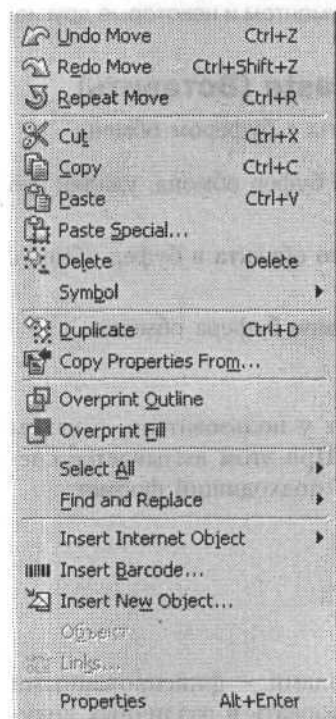 Undo Move Ctrl+Z
Redo Move Ctrl+Shift+Z
Repeat Move Ctrl+R
Cut Ctrl+X
Copy Ctrl+C
Paste Ctrl+V
Paste Special...
Delete Delete
Symbol
Duplicate Ctrl+D
Copy Properties From...
Overprint Outline
Overprint Fill
Select All
Find and Replace
Insert Internet Object
Insert Barcode...
Insert New Object...
Object
Links...
Properties Alt+Enter